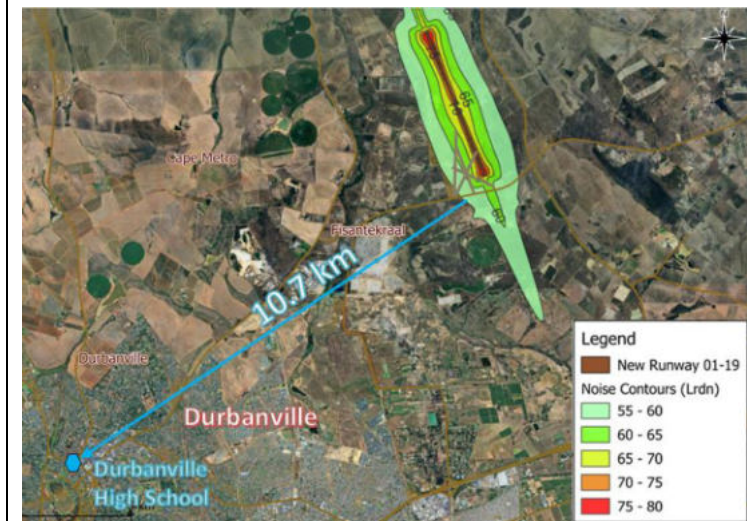 65
Cape Metro
Fisantekraal
10.7 km
Durbanville
Durbanville
Durbanville
High School
Legend
New Runway 01-19
Noise Contours (Lrdn)
55 - 60
60 - 65
65 - 70
70 - 75
75 - 80